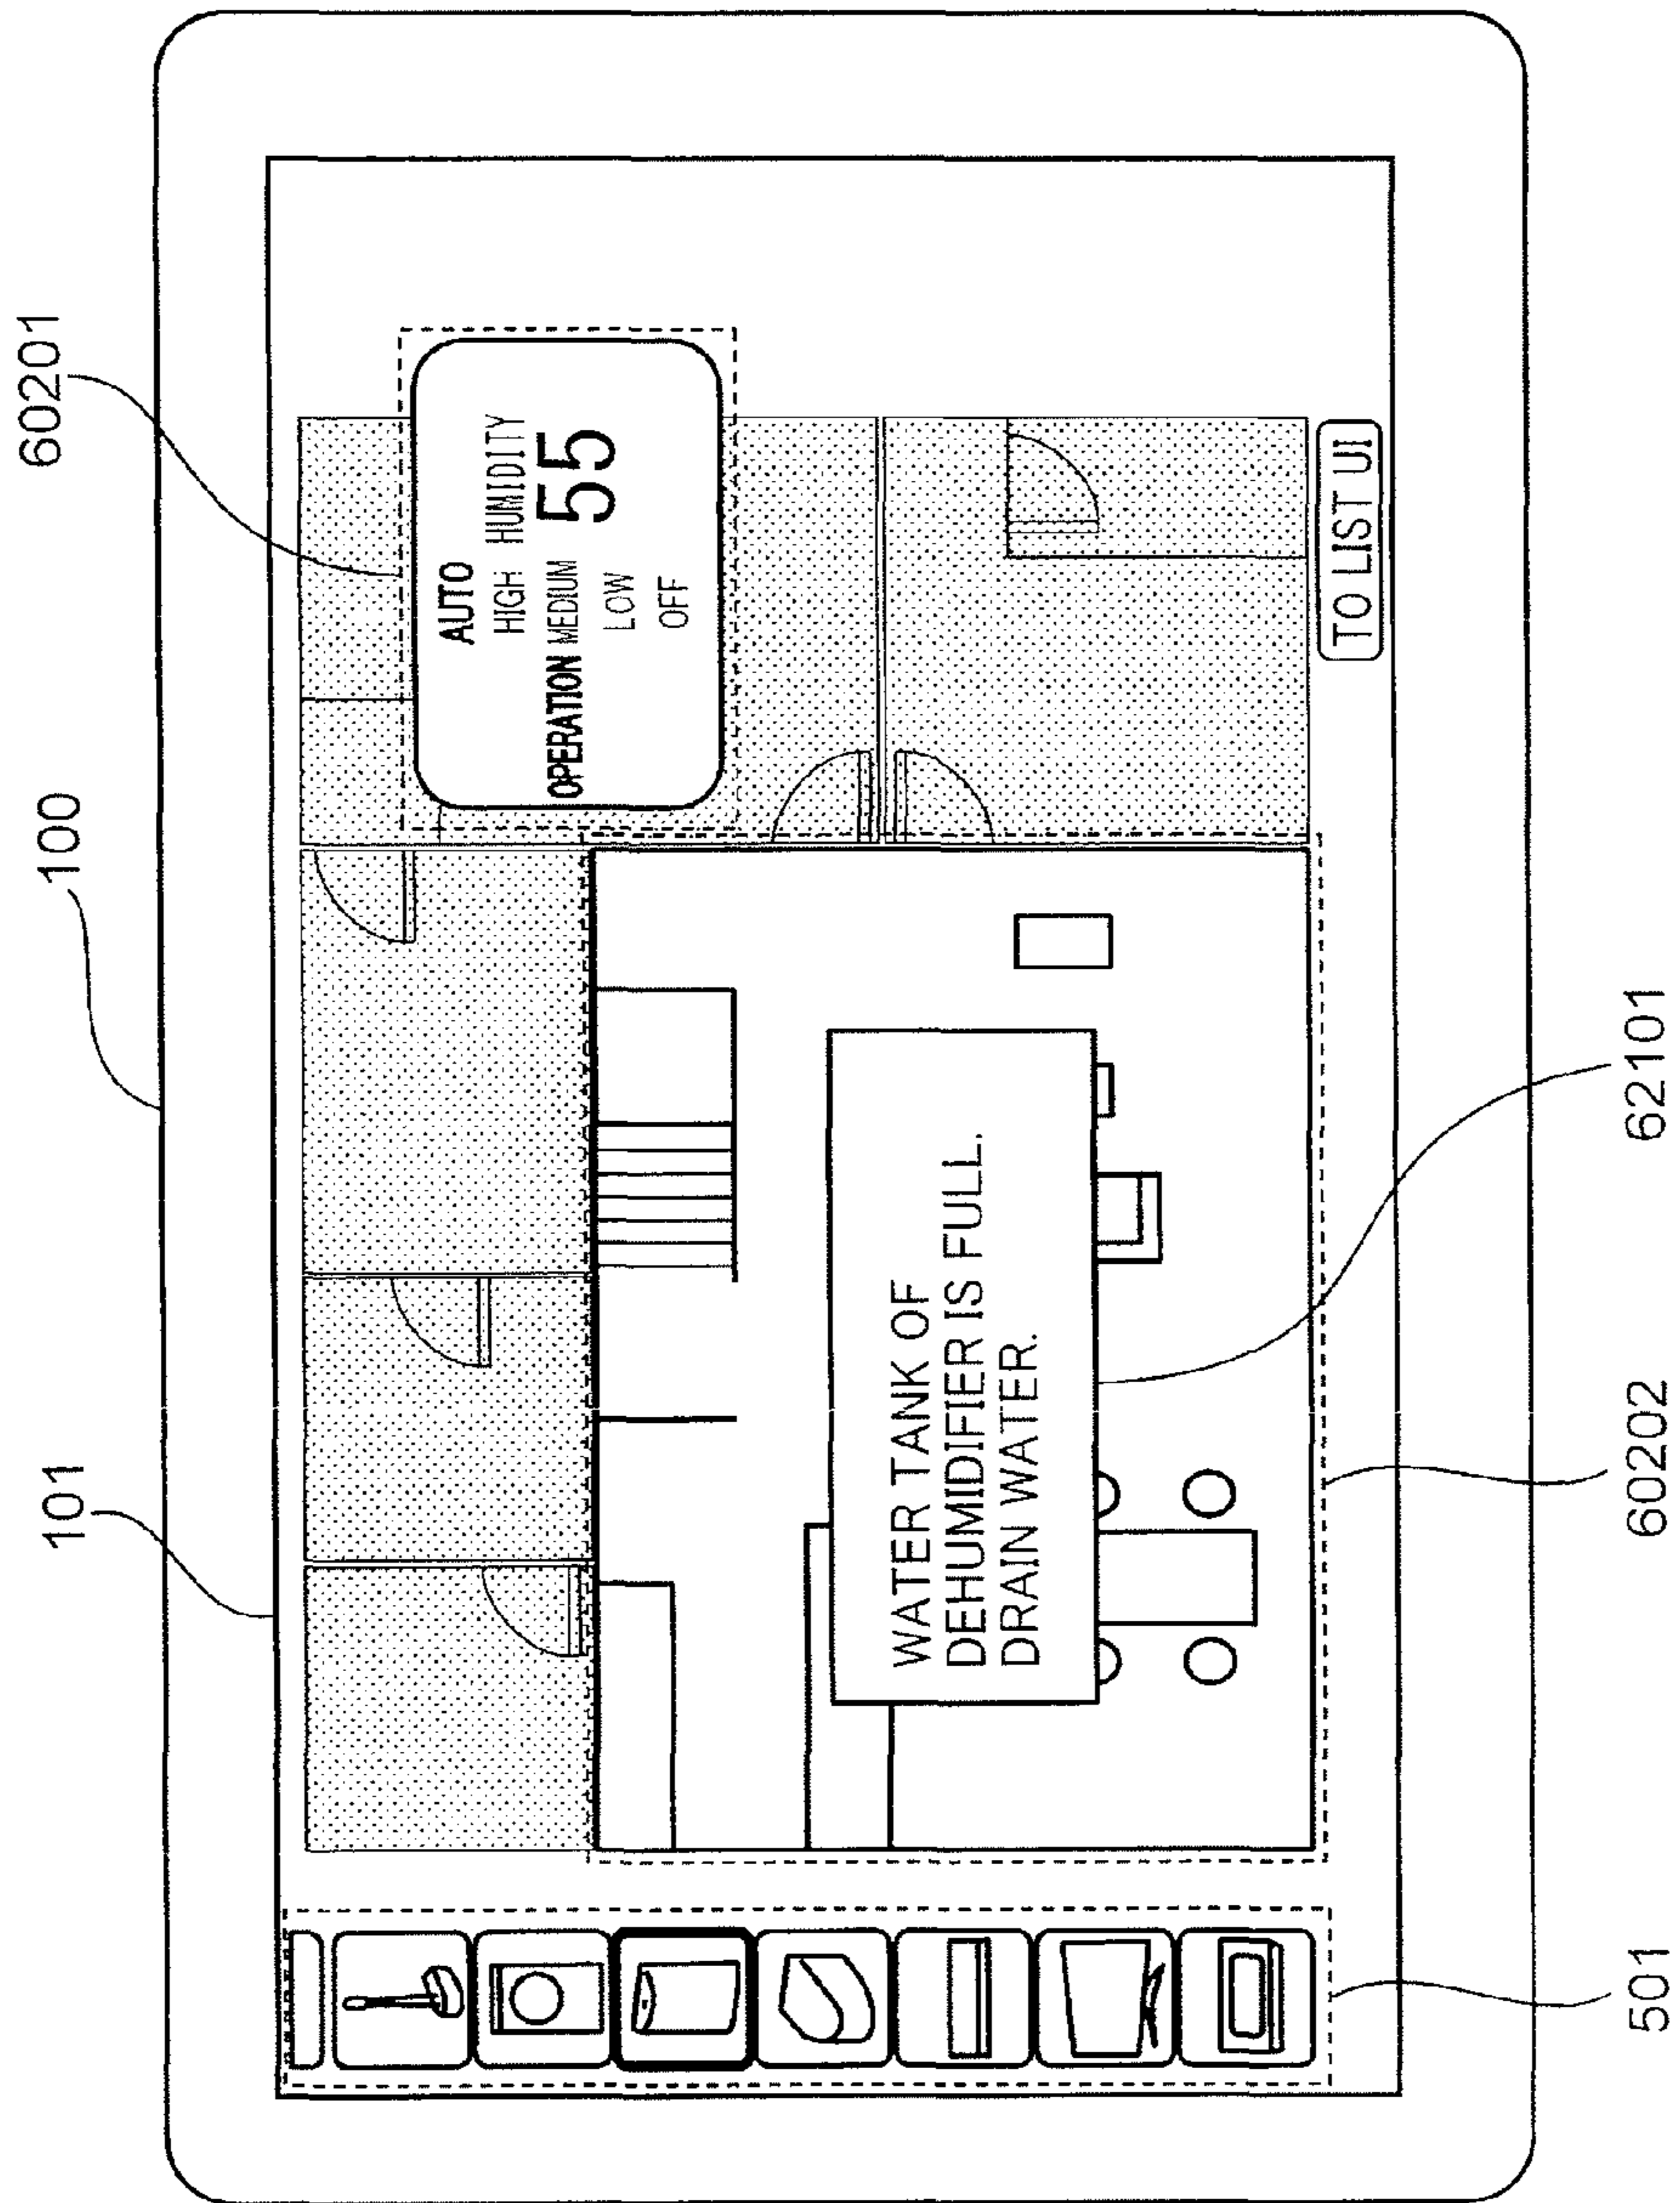 101
100
60201
AUTO
HIGH HUMIDITY
OPERATION MEDIUM 55
LOW
OFF
WATER TANK OF
DEHUMIDIFIER IS FULL.
DRAIN WATER.
TO LIST UI
501
60202
62101